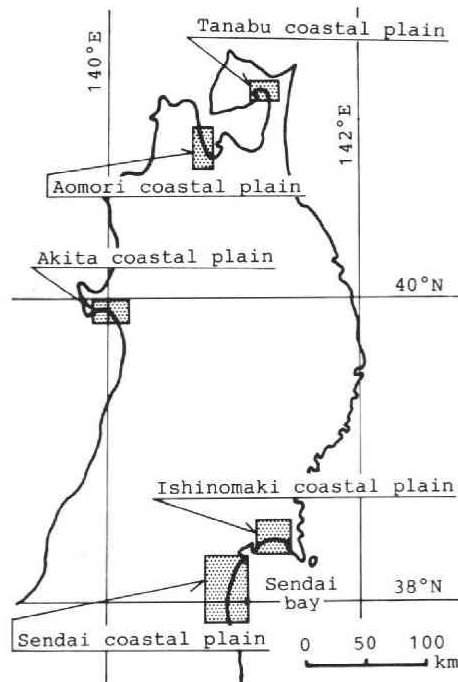 Tanabu coastal plain
140°E
142°E
Aomori coastal plain
Akita coastal plain
40°N
Ishinomaki coastal plain
Sendai
bay
38°N
Sendai coastal plain
0 50 100
km